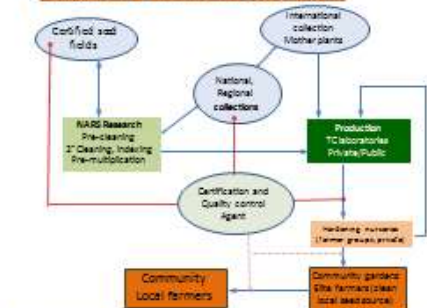 Certified seed
fields
International
collection
Mother plants
National,
Regional
collections
NARS Research
Pre-cleaning
2° Cleaning, Indexing
Pre-multiplication
Production
TC laboratories
Private/Public
Certification and
Quality control
Agent
Hardening nurseries
(farmer groups, private)
Community
Local farmers
Community gardens
Elite farmers (clean
local seed source)